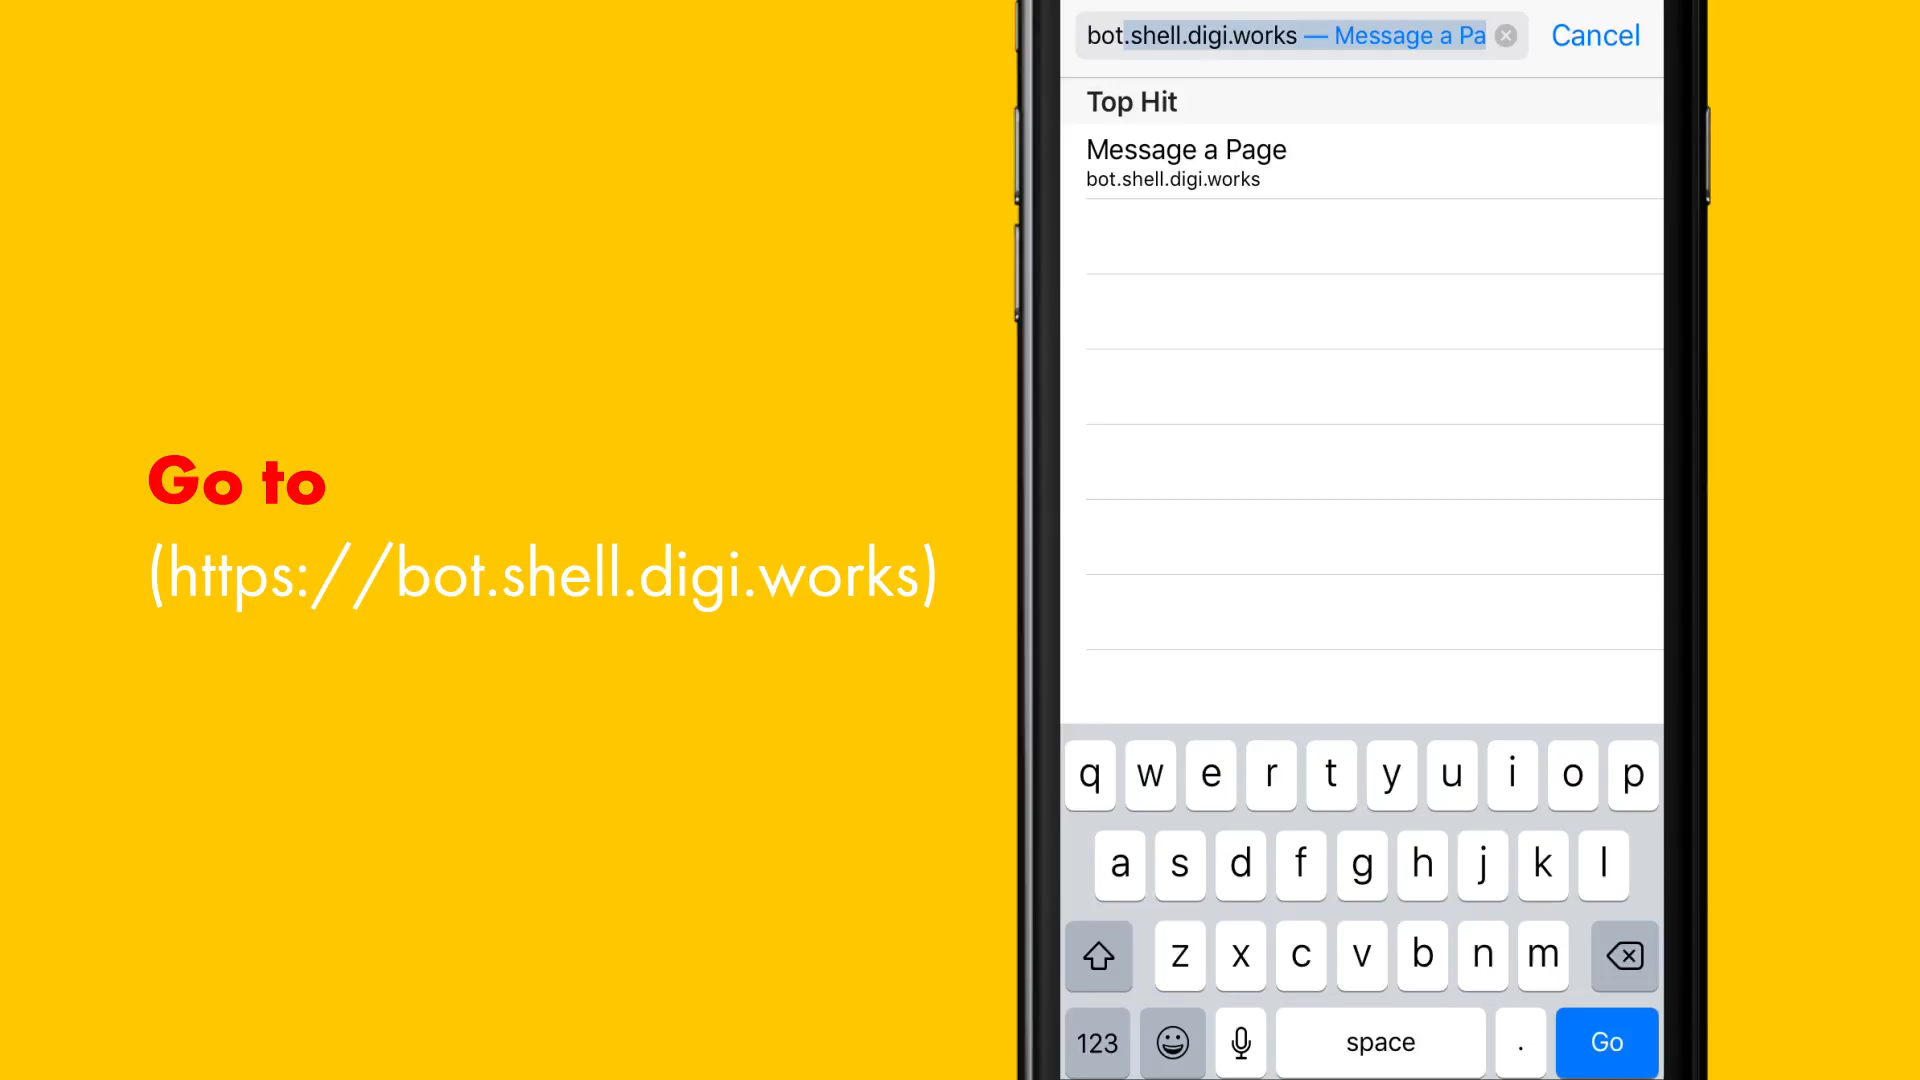 Go to
(https://bot.shell.digi.works)
bot.shell.digi.works — Message a Pa
Cancel
Top Hit
Message a Page
bot.shell.digi.works
q w e r t y u i o p
a s d f g h j k l
z x c v b n m
123 space . Go